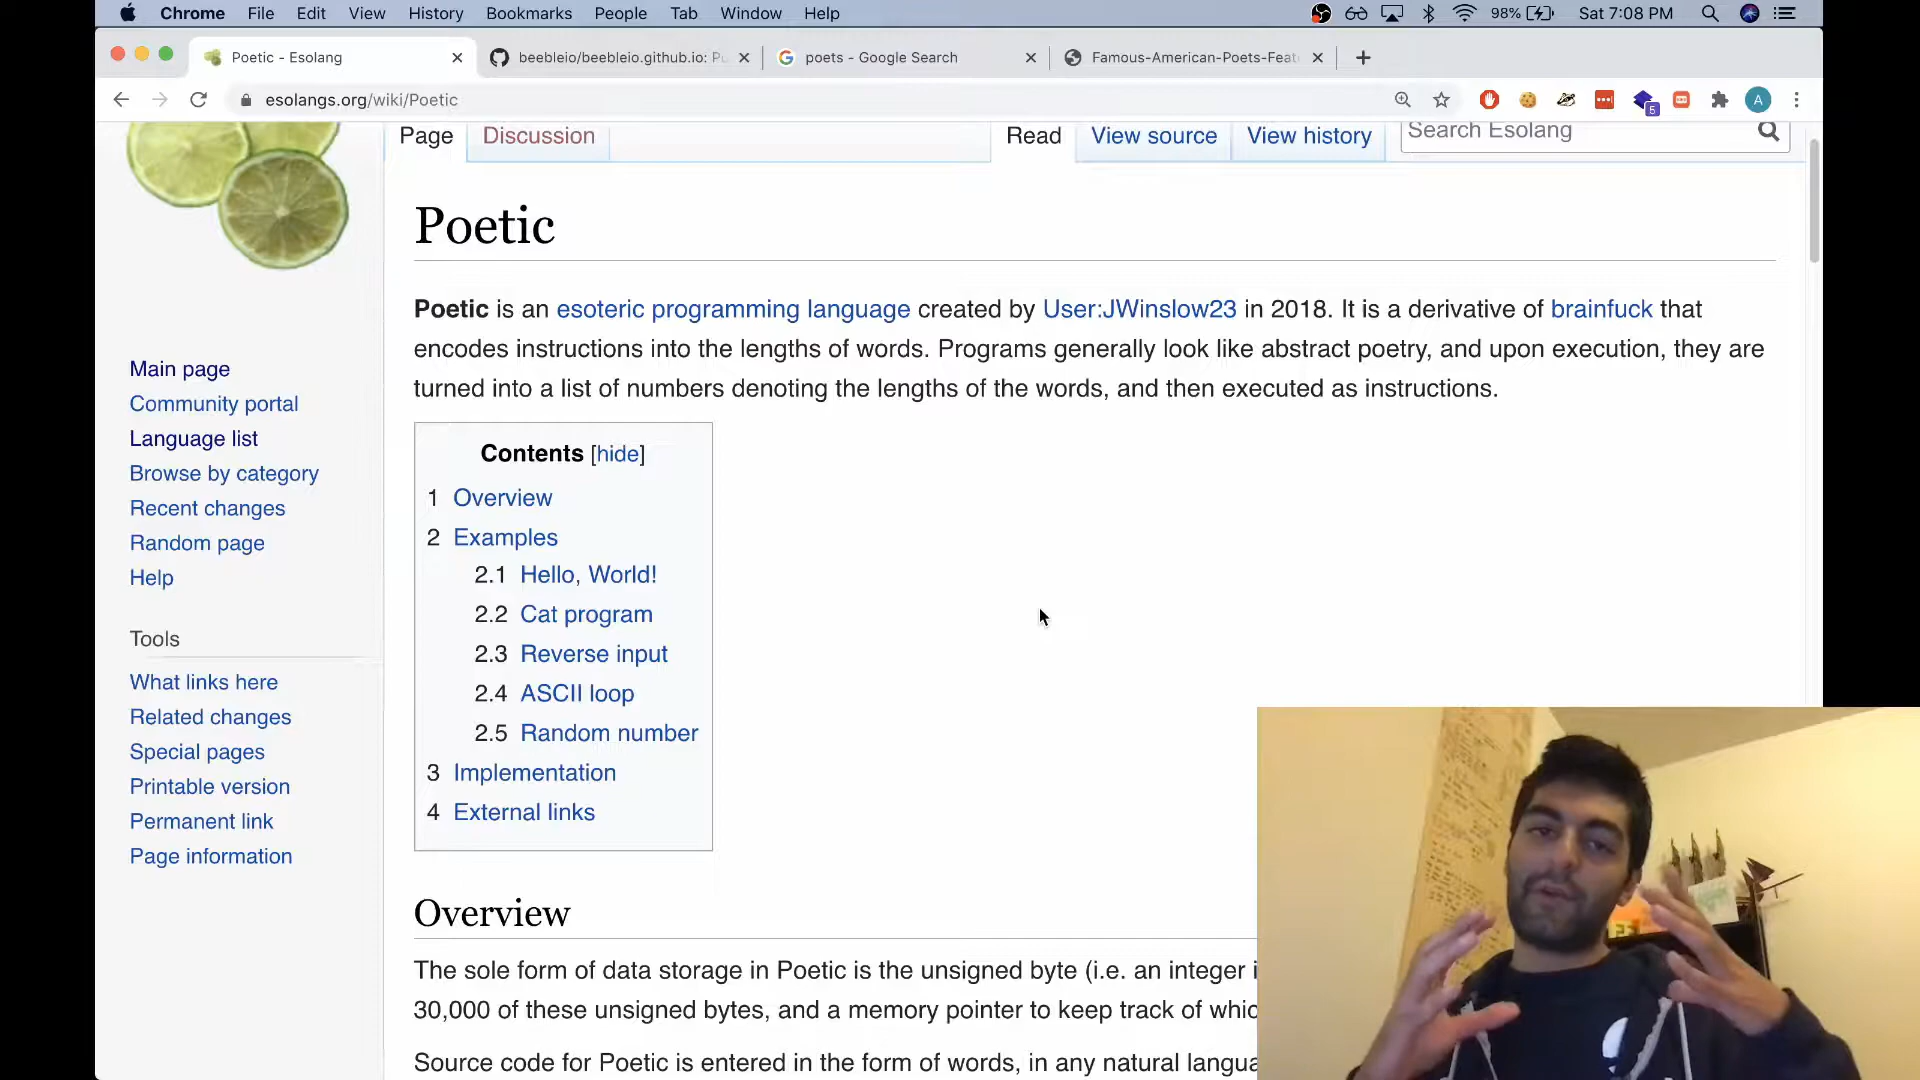 Chrome File Edit View History Bookmarks People Tab Window Help 98% Sat 7:08 PM
Poetic - Esolang beebleio/beebleio.github.io: poets - Google Search Famous-American-Poets-Feat
esolangs.org/wiki/Poetic 5 A
Page Discussion Read View source View history Search Esolang
Poetic
Poetic is an esoteric programming language created by User:JWinslow23 in 2018. It is a derivative of brainfuck that
encodes instructions into the lengths of words. Programs generally look like abstract poetry, and upon execution, they are
turned into a list of numbers denoting the lengths of the words, and then executed as instructions.
Main page
Community portal
Language list
Browse by category
Recent changes
Random page
Help
Tools
What links here
Related changes
Special pages
Printable version
Permanent link
Page information
Contents [hide]
1 Overview
2 Examples
2.1 Hello, World!
2.2 Cat program
2.3 Reverse input
2.4 ASCII loop
2.5 Random number
3 Implementation
4 External links
Overview
The sole form of data storage in Poetic is the unsigned byte (i.e. an integer i
30,000 of these unsigned bytes, and a memory pointer to keep track of whic
Source code for Poetic is entered in the form of words, in any natural langua